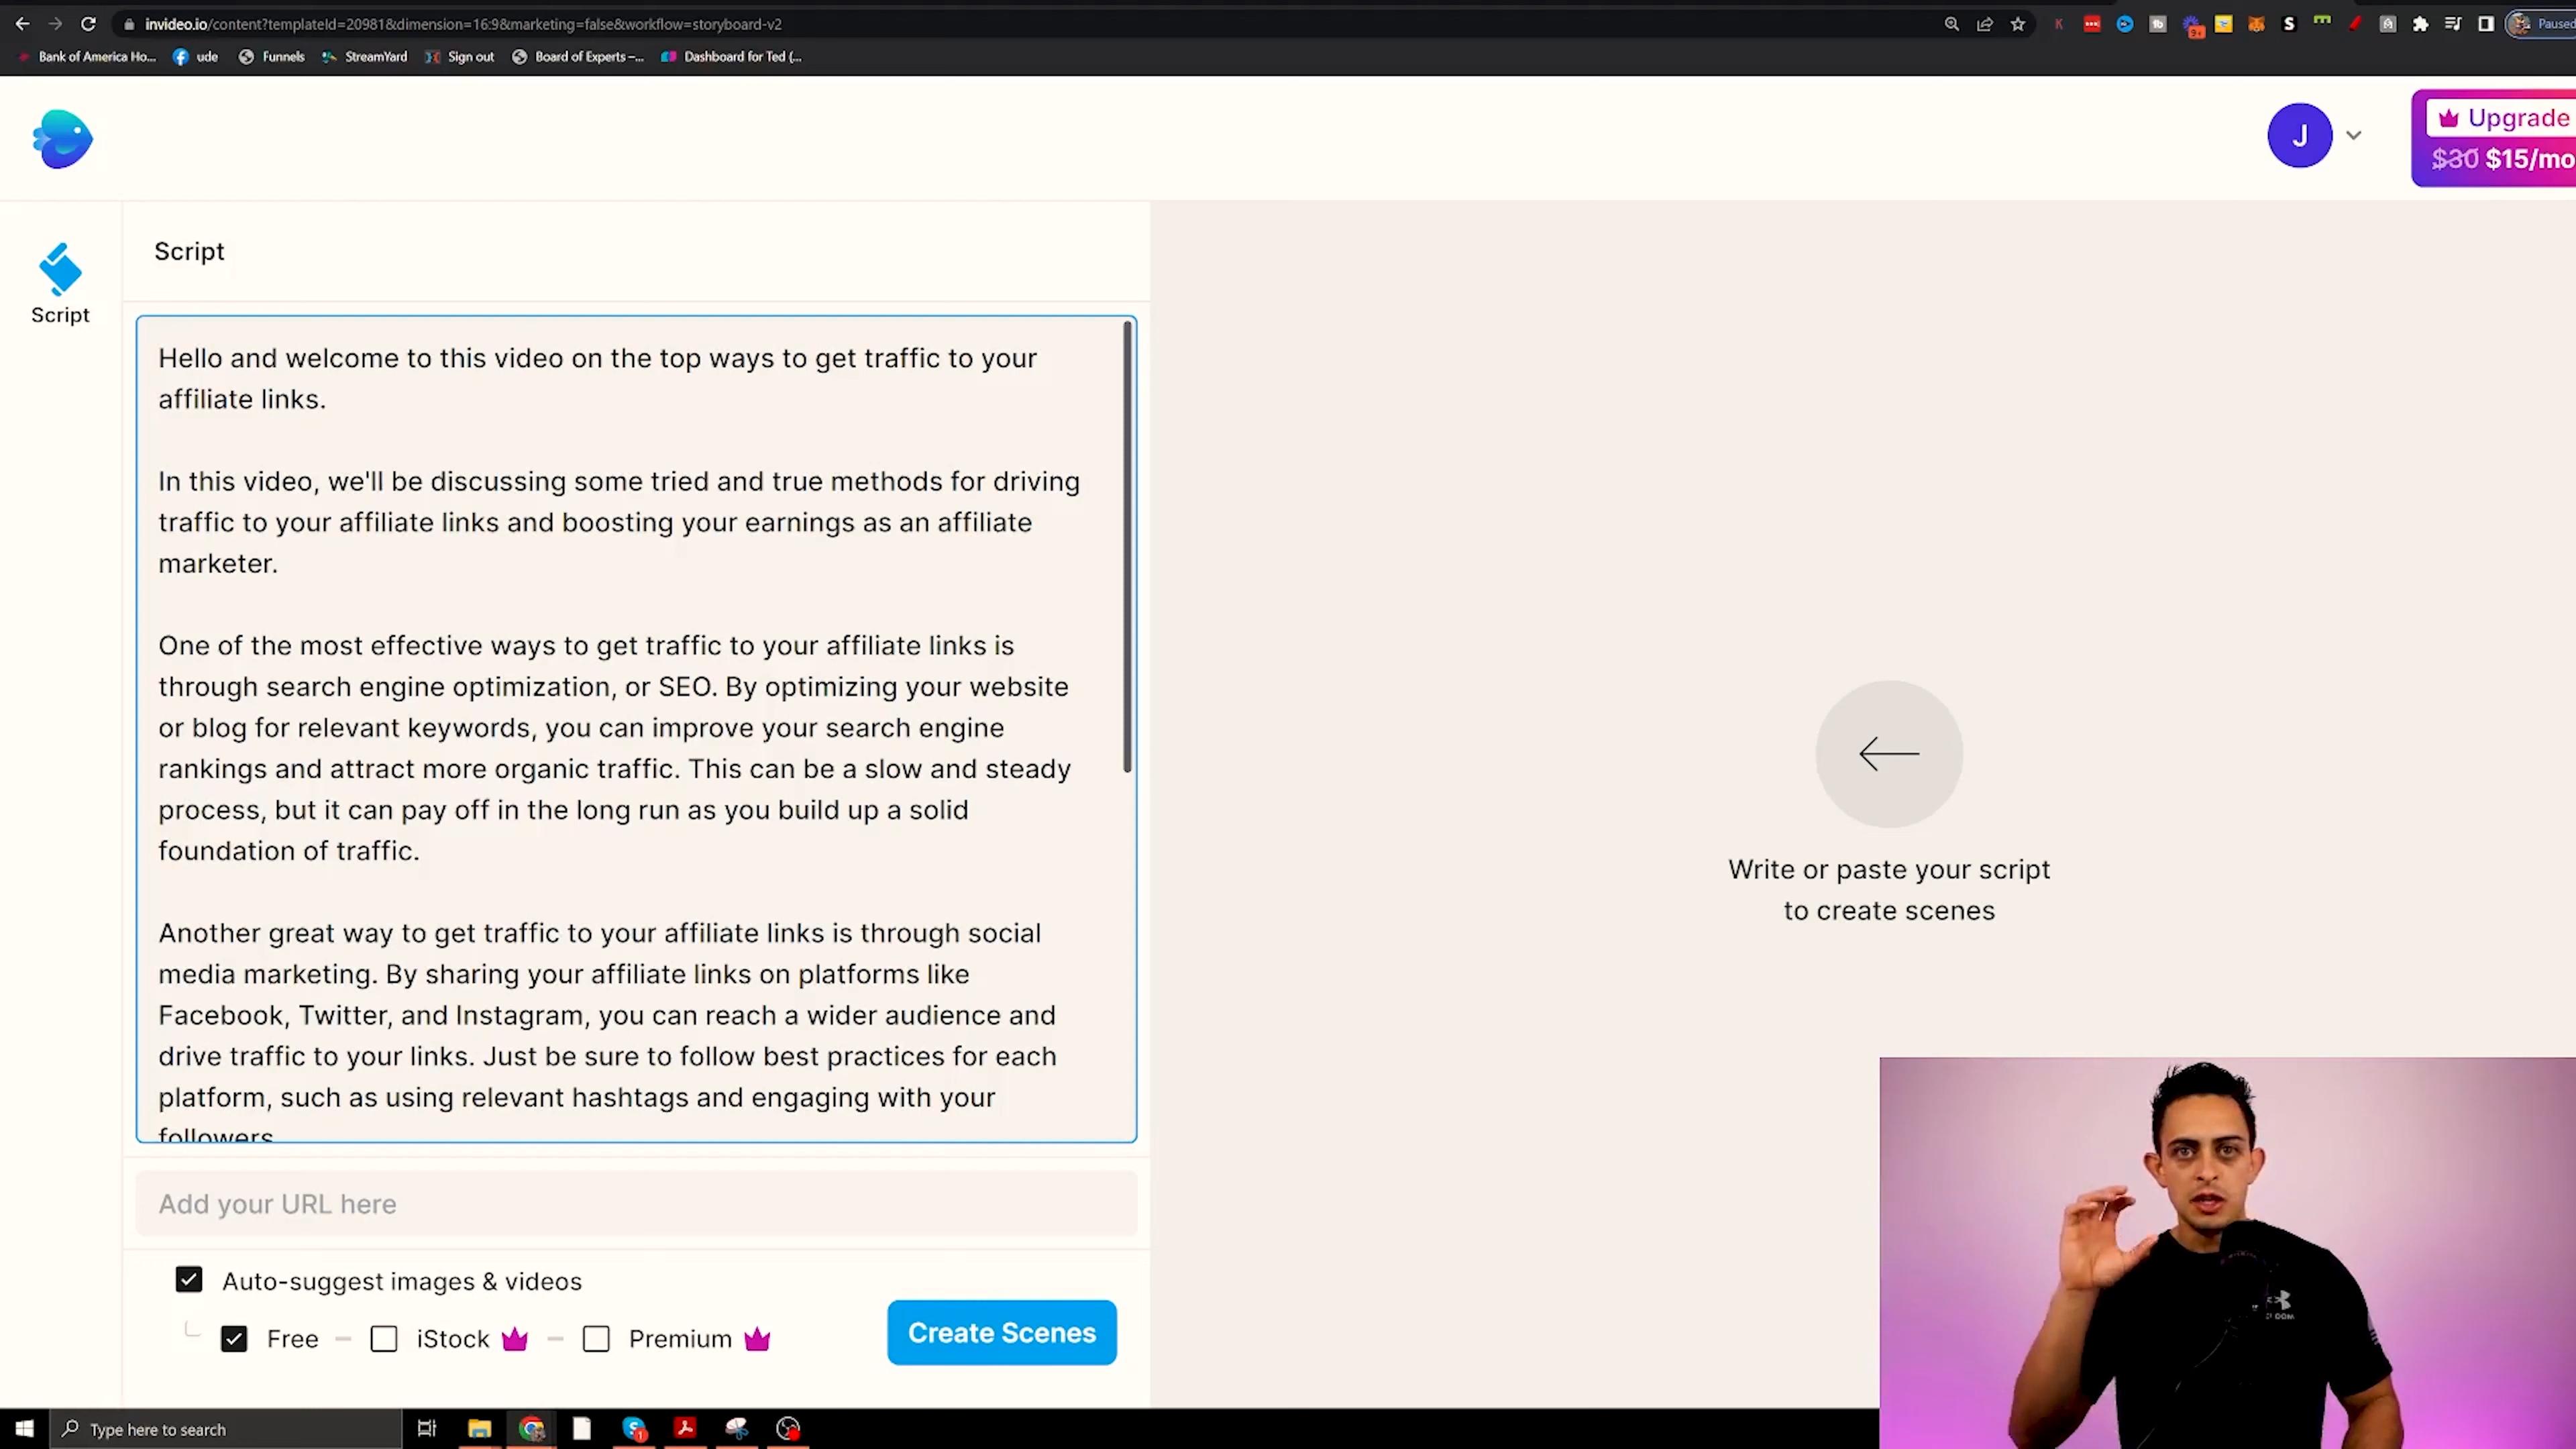 invideo.io/content?templateId=20981&dimension=16:9&marketing=false&workflow=storyboard-v2
Paused
Bank of America Ho... ude Funnels StreamYard Sign out Board of Experts –... Dashboard for Ted (...
J
Upgrade
$30 $15/mo
Script
Script
Hello and welcome to this video on the top ways to get traffic to your
affiliate links.
In this video, we'll be discussing some tried and true methods for driving
traffic to your affiliate links and boosting your earnings as an affiliate
marketer.
One of the most effective ways to get traffic to your affiliate links is
through search engine optimization, or SEO. By optimizing your website
or blog for relevant keywords, you can improve your search engine
rankings and attract more organic traffic. This can be a slow and steady
process, but it can pay off in the long run as you build up a solid
foundation of traffic.
Another great way to get traffic to your affiliate links is through social
media marketing. By sharing your affiliate links on platforms like
Facebook, Twitter, and Instagram, you can reach a wider audience and
drive traffic to your links. Just be sure to follow best practices for each
platform, such as using relevant hashtags and engaging with your
followers.
Write or paste your script
to create scenes
Add your URL here
Auto-suggest images & videos
Free iStock Premium
Create Scenes
Type here to search